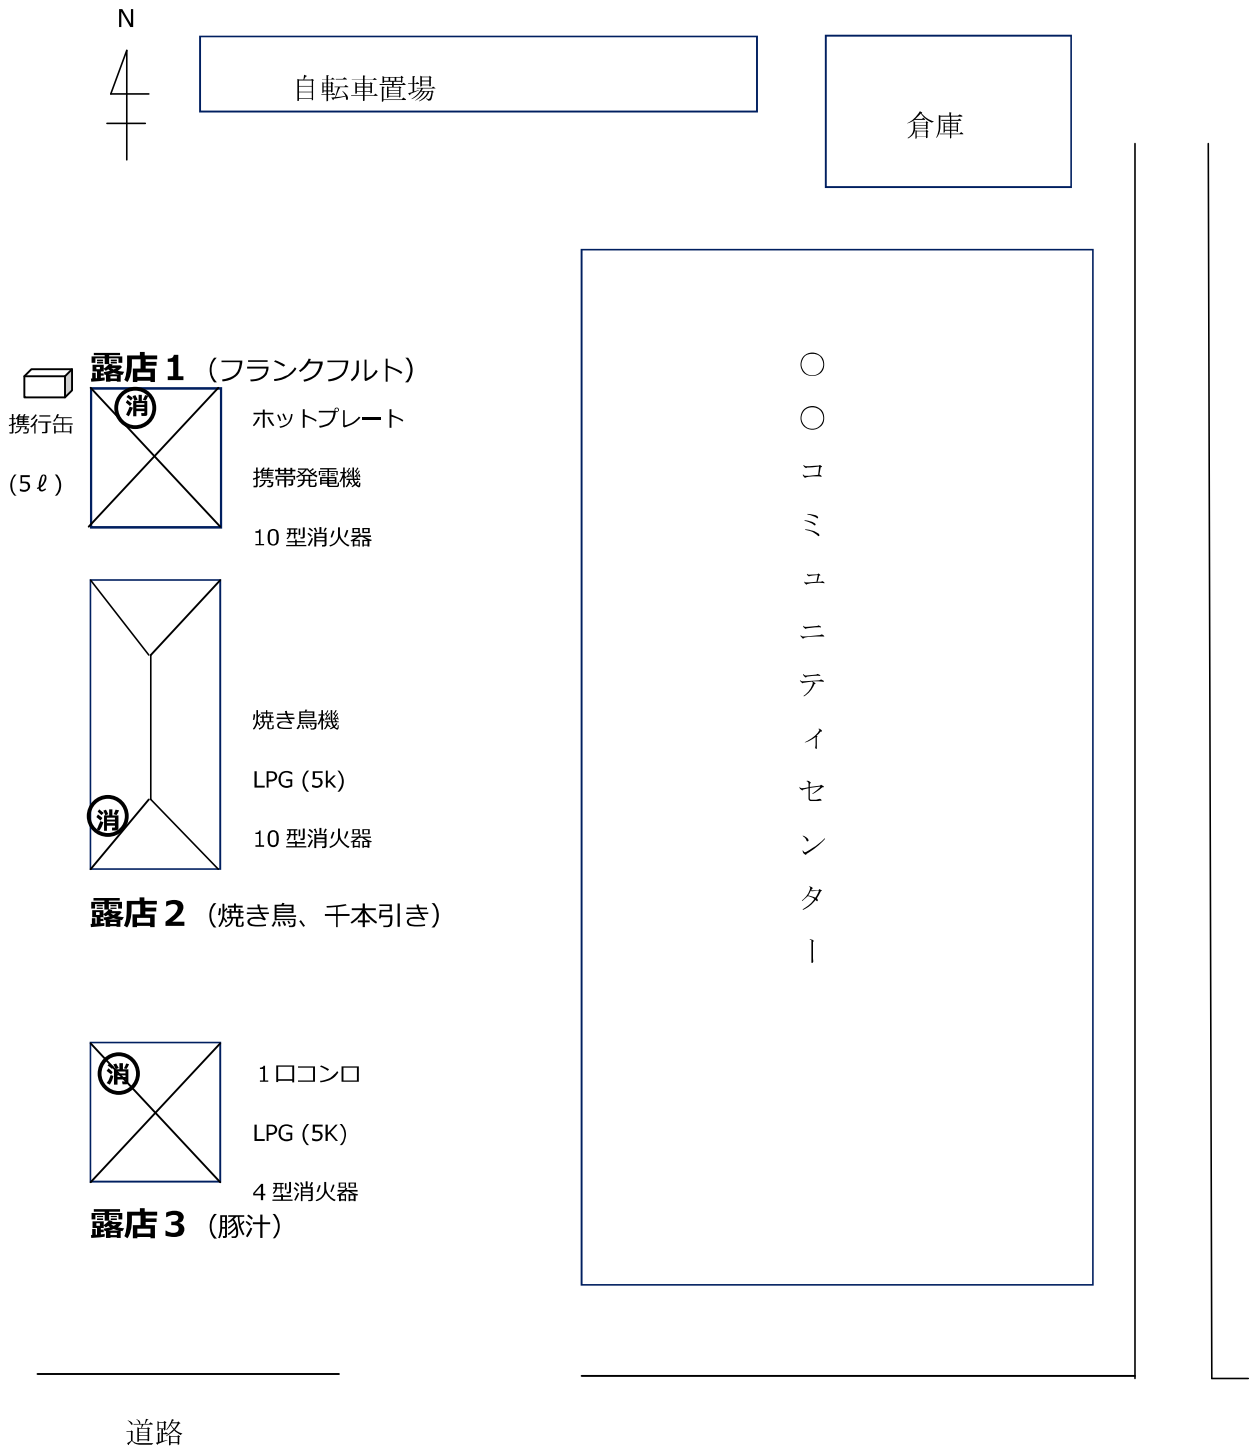 N
自転車置場
倉庫
露店１（フランクフルト）
消
携行缶
(5ℓ)
ホットプレート
携帯発電機
10 型消火器
焼き鳥機
LPG (5k)
10 型消火器
消
露店２（焼き鳥、千本引き）
消
１口コンロ
LPG (5K)
4 型消火器
露店３（豚汁）
〇〇コミュニティセンター
道路